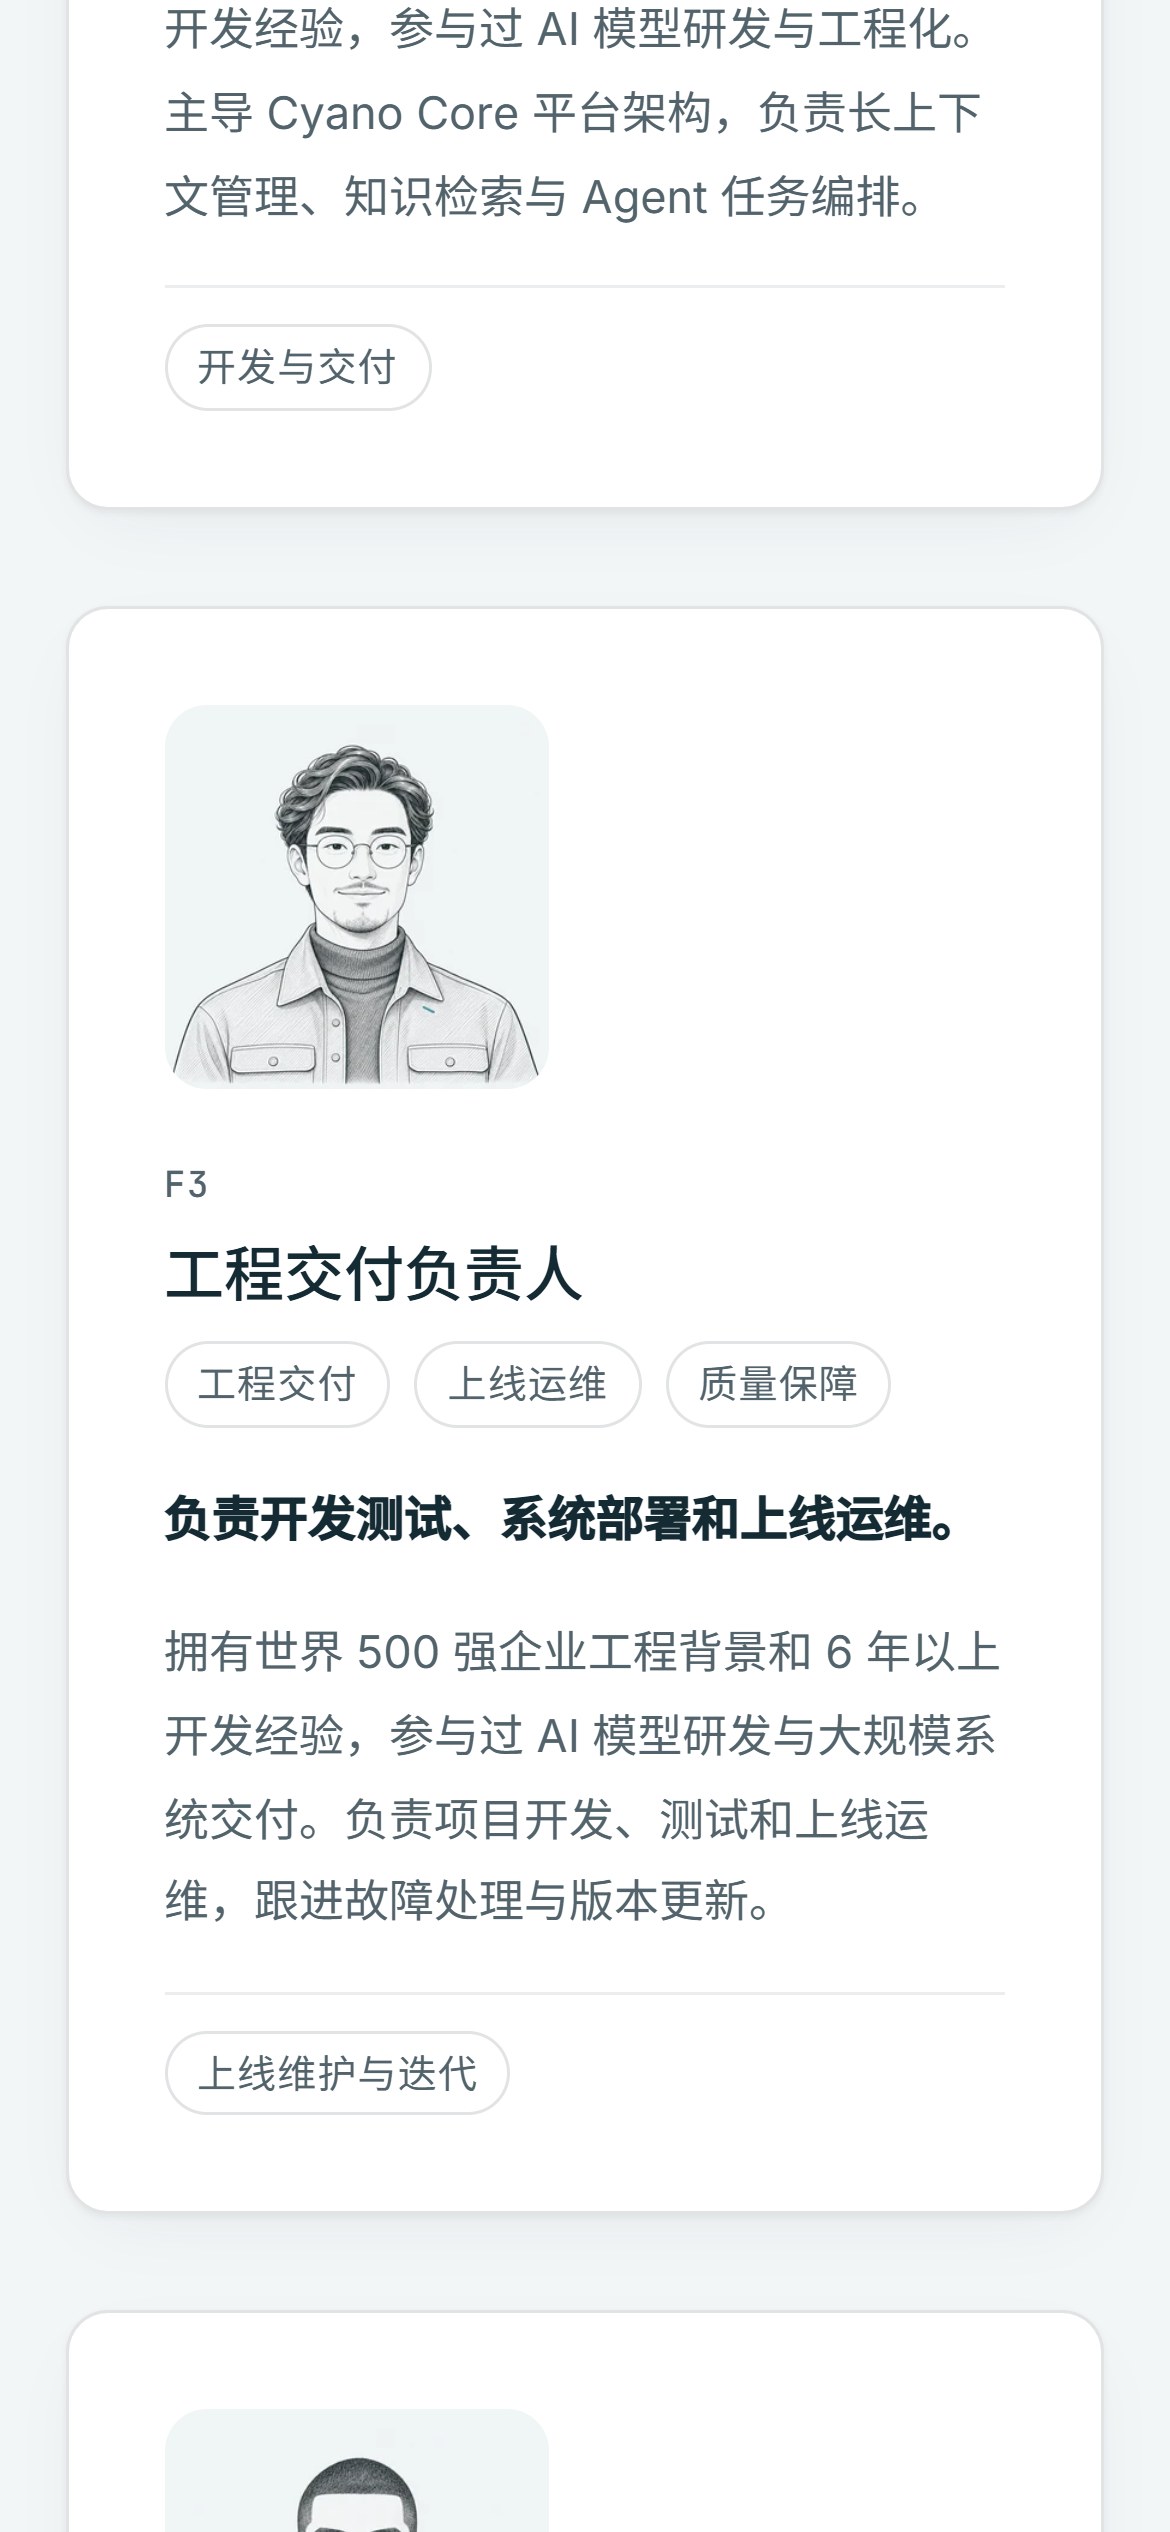 开发经验，参与过 AI 模型研发与工程化。
主导 Cyano Core 平台架构，负责长上下
文管理、知识检索与 Agent 任务编排。
开发与交付
F3
工程交付负责人
工程交付 上线运维 质量保障
负责开发测试、系统部署和上线运维。
拥有世界 500 强企业工程背景和 6 年以上
开发经验，参与过 AI 模型研发与大规模系
统交付。负责项目开发、测试和上线运
维，跟进故障处理与版本更新。
上线维护与迭代